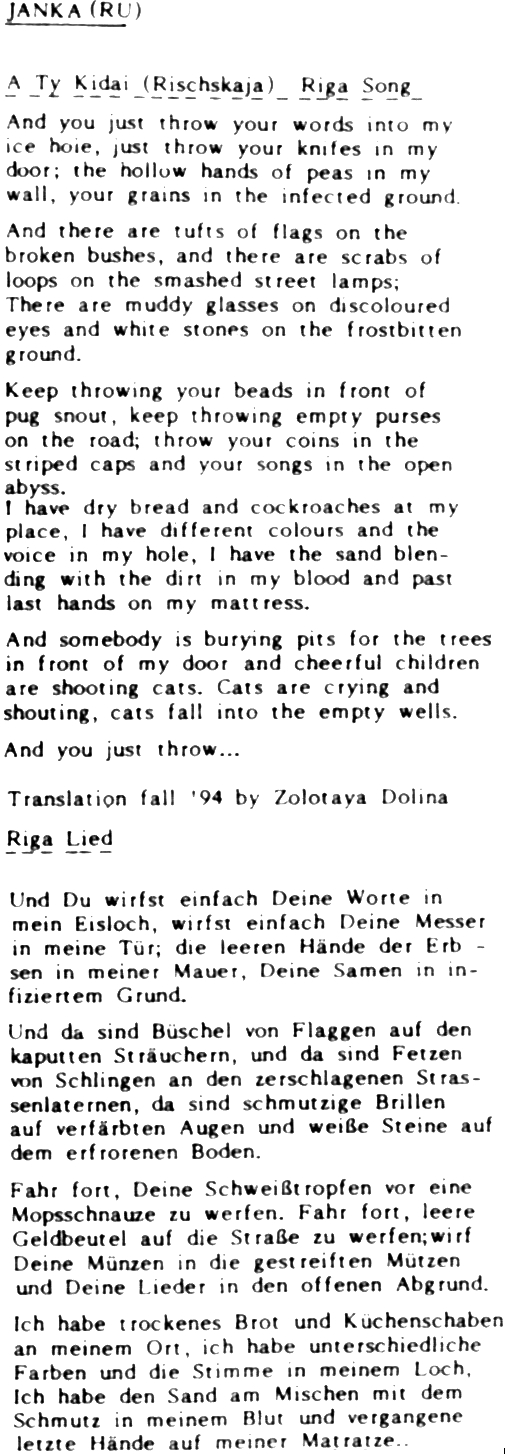 JANKA (RU)
A Ty Kidai (Rischskaja) Riga Song
And you just throw your words into my
ice hoie, just throw your knifes in my
door; the hollow hands of peas in my
wall, your grains in the infected ground.
And there are tufts of flags on the
broken bushes, and there are scrabs of
loops on the smashed street lamps;
There are muddy glasses on discoloured
eyes and white stones on the frostbitten
ground.
Keep throwing your beads in front of
pug snout, keep throwing empty purses
on the road; throw your coins in the
striped caps and your songs in the open
abyss.
I have dry bread and cockroaches at my
place, I have different colours and the
voice in my hole, I have the sand blen-
ding with the dirt in my blood and past
last hands on my mattress.
And somebody is burying pits for the trees
in front of my door and cheerful children
are shooting cats. Cats are crying and
shouting, cats fall into the empty wells.
And you just throw...
Translation fall '94 by Zolotaya Dolina
Riga Lied
Und Du wirfst einfach Deine Worte in
mein Eisloch, wirfst einfach Deine Messer
in meine Tür; die leeren Hände der Erb -
sen in meiner Mauer, Deine Samen in in-
fiziertem Grund.
Und da sind Büschel von Flaggen auf den
kaputten Sträuchern, und da sind Fetzen
von Schlingen an den zerschlagenen Stras-
senlaternen, da sind schmutzige Brillen
auf verfärbten Augen und weiße Steine auf
dem erfrorenen Boden.
Fahr fort, Deine Schweißtropfen vor eine
Mopsschnauze zu werfen. Fahr fort, leere
Geldbeutel auf die Straße zu werfen;wirf
Deine Münzen in die gestreiften Mützen
und Deine Lieder in den offenen Abgrund.
Ich habe trockenes Brot und Küchenschaben
an meinem Ort, ich habe unterschiedliche
Farben und die Stimme in meinem Loch,
Ich habe den Sand am Mischen mit dem
Schmutz in meinem Blut und vergangene
letzte Hände auf meiner Matratze..